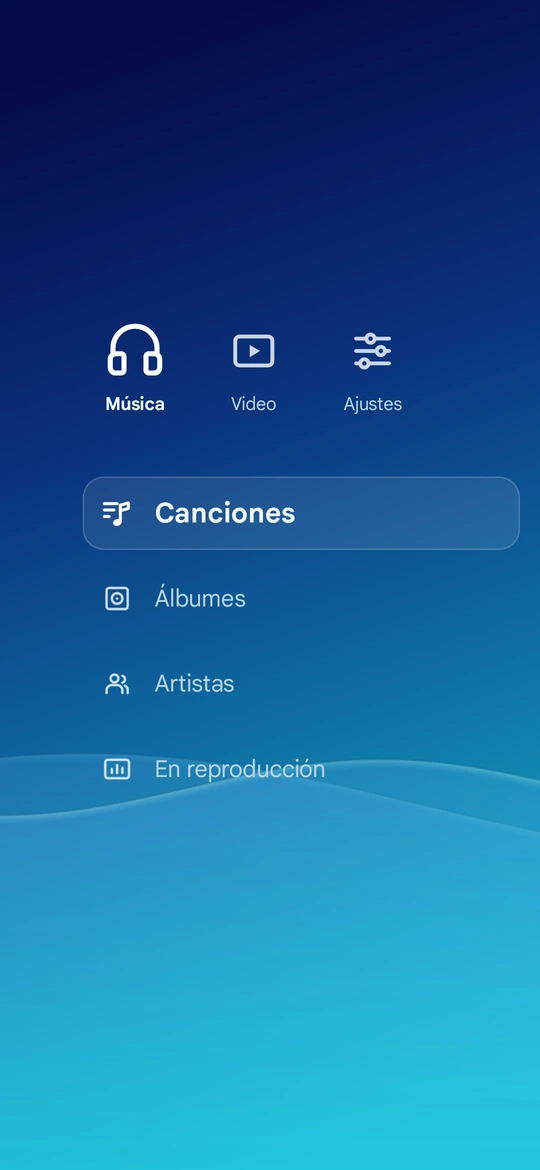 Música
Video
Ajustes
Canciones
Álbumes
Artistas
En reproducción